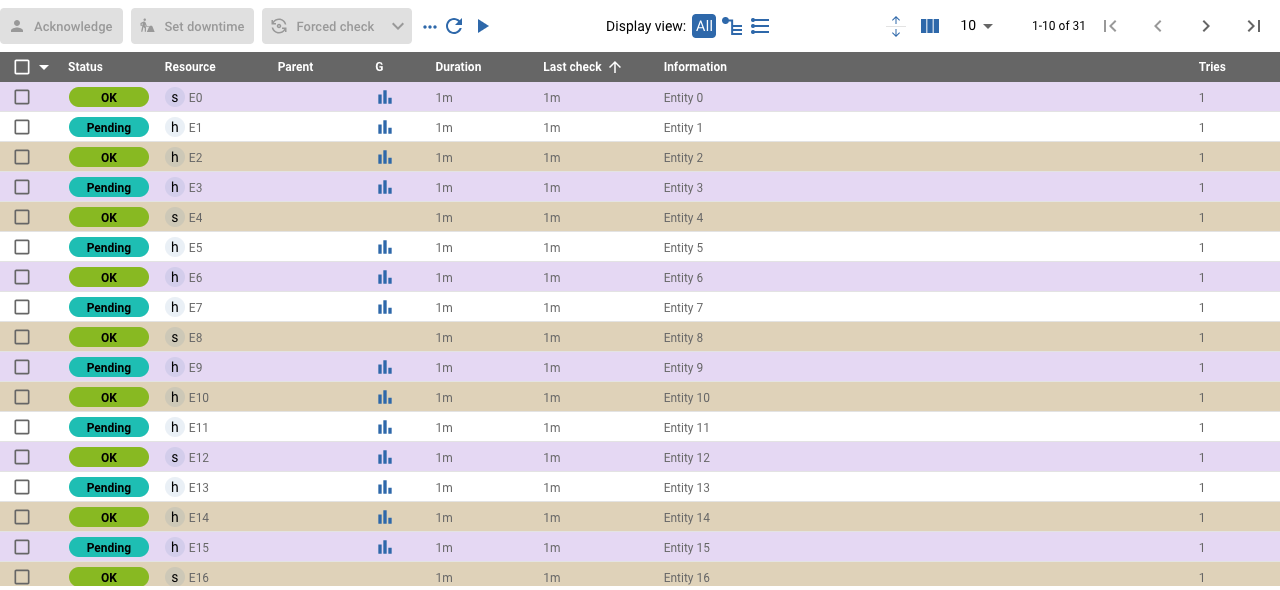 Acknowledge Set downtime Forced check Display view: All 10 1-10 of 31
Status Resource Parent G Duration Last check Information Tries
OK s E0 1m 1m Entity 0 1
Pending h E1 1m 1m Entity 1 1
OK h E2 1m 1m Entity 2 1
Pending h E3 1m 1m Entity 3 1
OK s E4 1m 1m Entity 4 1
Pending h E5 1m 1m Entity 5 1
OK h E6 1m 1m Entity 6 1
Pending h E7 1m 1m Entity 7 1
OK s E8 1m 1m Entity 8 1
Pending h E9 1m 1m Entity 9 1
OK h E10 1m 1m Entity 10 1
Pending h E11 1m 1m Entity 11 1
OK s E12 1m 1m Entity 12 1
Pending h E13 1m 1m Entity 13 1
OK h E14 1m 1m Entity 14 1
Pending h E15 1m 1m Entity 15 1
OK s E16 1m 1m Entity 16 1